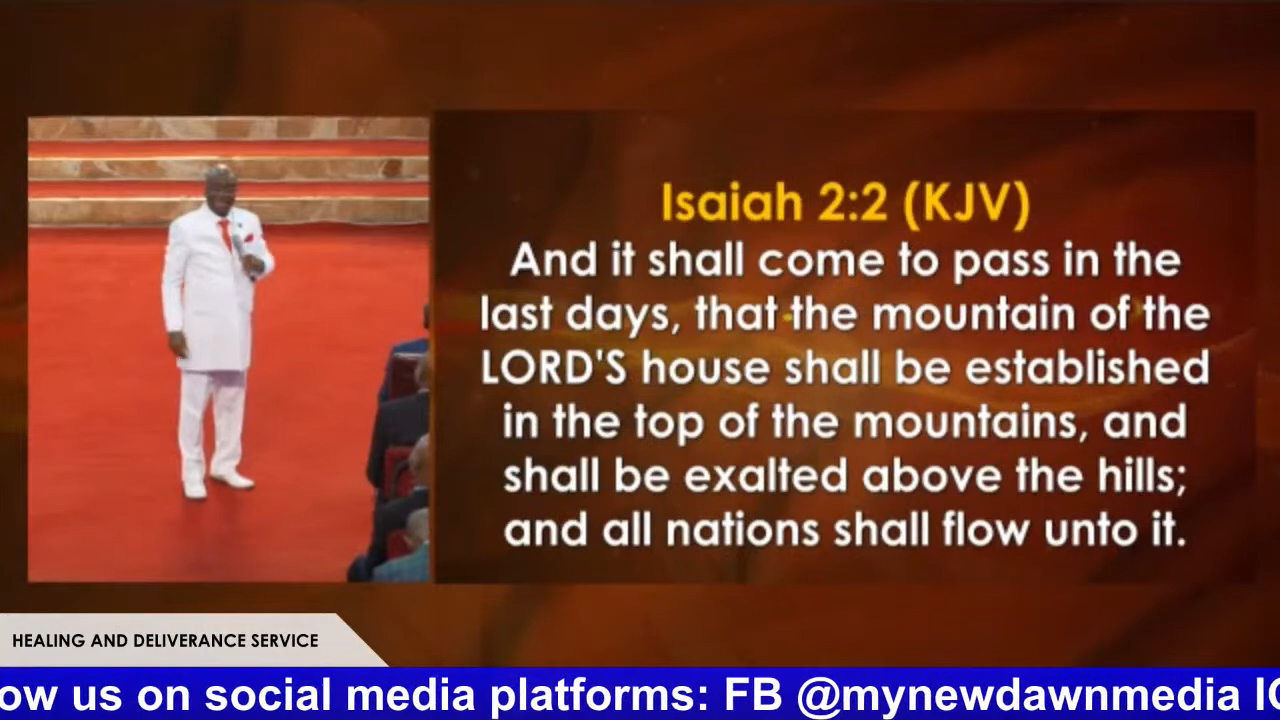 Isaiah 2:2 (KJV)
And it shall come to pass in the
last days, that the mountain of the
LORD'S house shall be established
in the top of the mountains, and
shall be exalted above the hills;
and all nations shall flow unto it.
HEALING AND DELIVERANCE SERVICE
us on social media platforms: FB @mynewdawnmedia